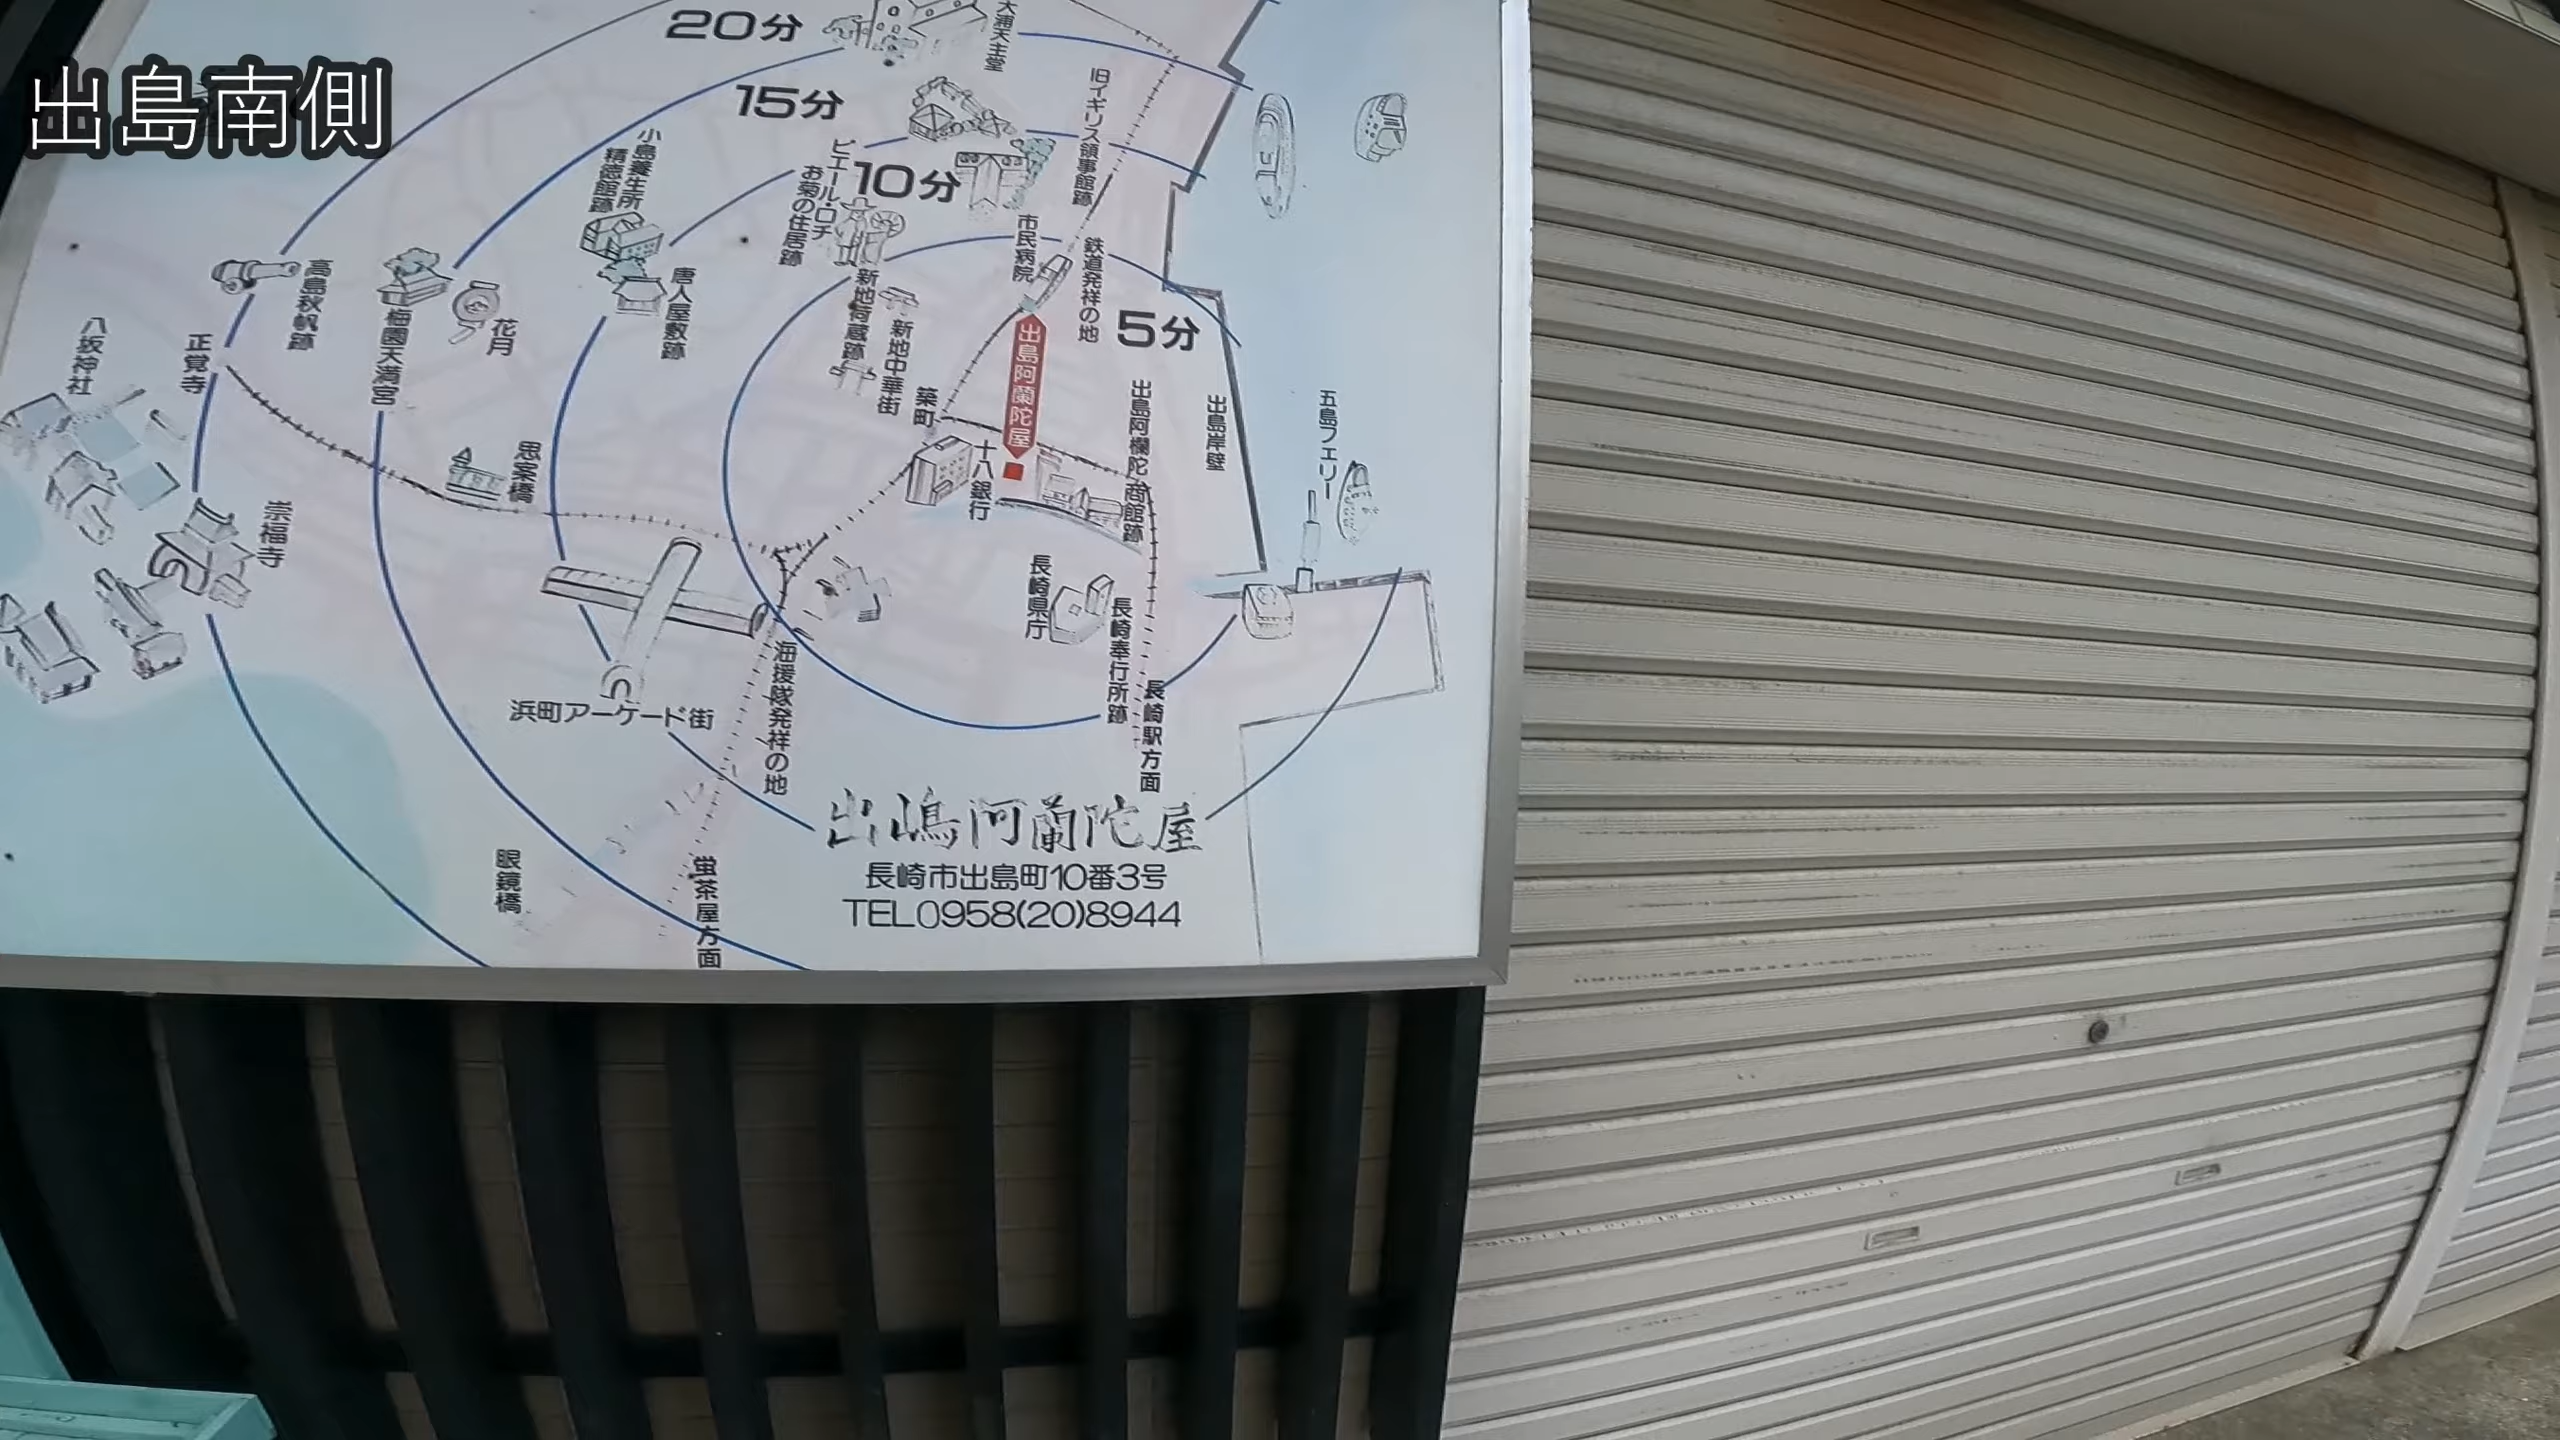 出島南側
20分
大浦天主堂
15分
旧イギリス領事館跡
小島養生所
精徳館跡
ピエール・ロチ
お菊の住居跡
10分
市民病院
鉄道発祥の地
5分
高島秋帆跡
梅園天満宮
花月
唐人屋敷跡
新地荷蔵跡
新地中華街
八坂神社
正覚寺
築町
出島阿蘭陀屋
出島阿蘭陀商館跡
出島岸壁
五島フェリー
思案橋
十八銀行
崇福寺
長崎県庁
長崎奉行所跡
浜町アーケード街
海援隊発祥の地
長崎駅方面
眼鏡橋
蛍茶屋方面
出嶋阿蘭陀屋
長崎市出島町10番3号
TEL0958(20)8944